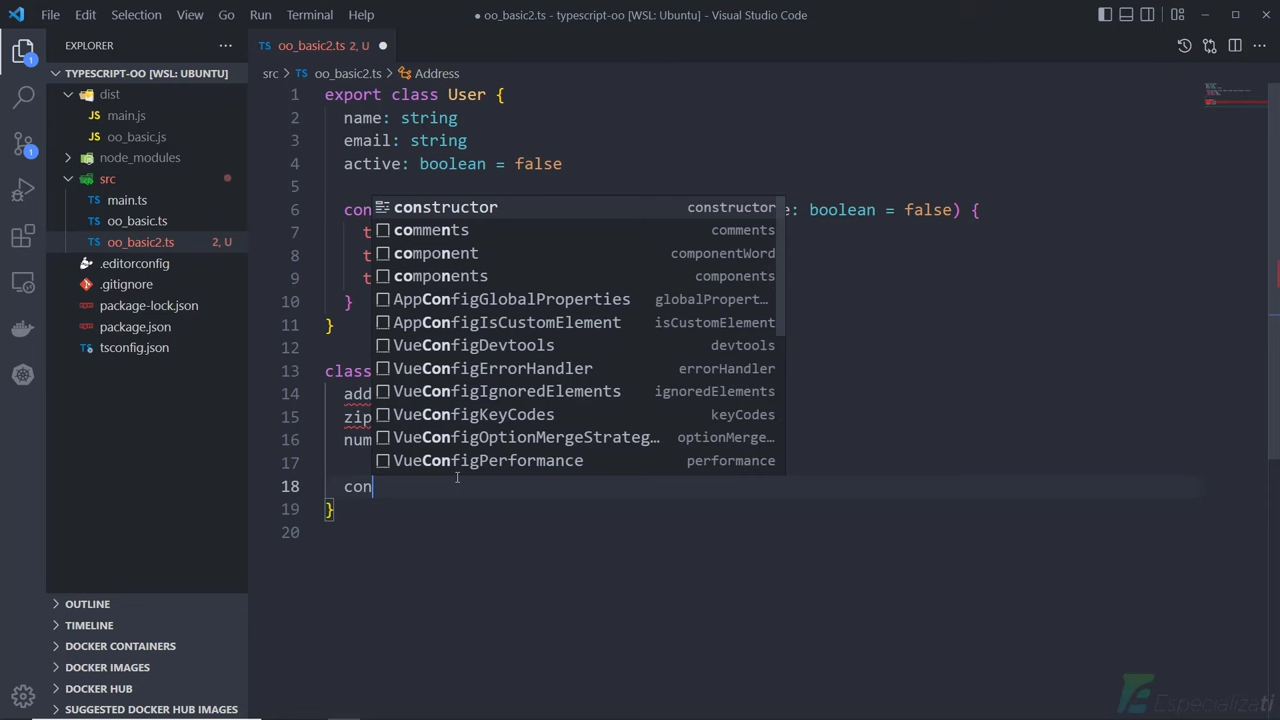 File Edit Selection View Go Run Terminal Help
● oo_basic2.ts - typescript-oo [WSL: Ubuntu] - Visual Studio Code
EXPLORER
TS oo_basic2.ts 2, U
TYPESCRIPT-OO [WSL: UBUNTU]
src > TS oo_basic2.ts > Address
dist
main.js
oo_basic.js
node_modules
src
TS main.ts
TS oo_basic.ts
TS oo_basic2.ts 2, U
.editorconfig
.gitignore
package-lock.json
package.json
tsconfig.json
OUTLINE
TIMELINE
DOCKER CONTAINERS
DOCKER IMAGES
DOCKER HUB
SUGGESTED DOCKER HUB IMAGES
1 1
1 export class User {
2 name: string
3 email: string
4 active: boolean = false
5
6 con e: boolean = false) {
7 t
8 t
9 t
10 }
11 }
12
13 class
14 add
15 zip
16 num
17
18 con
19 }
20
constructor constructor
comments comments
component componentWord
components components
AppConfigGlobalProperties globalPropert…
AppConfigIsCustomElement isCustomElement
VueConfigDevtools devtools
VueConfigErrorHandler errorHandler
VueConfigIgnoredElements ignoredElements
VueConfigKeyCodes keyCodes
VueConfigOptionMergeStrateg… optionMerge…
VueConfigPerformance performance
Especializati